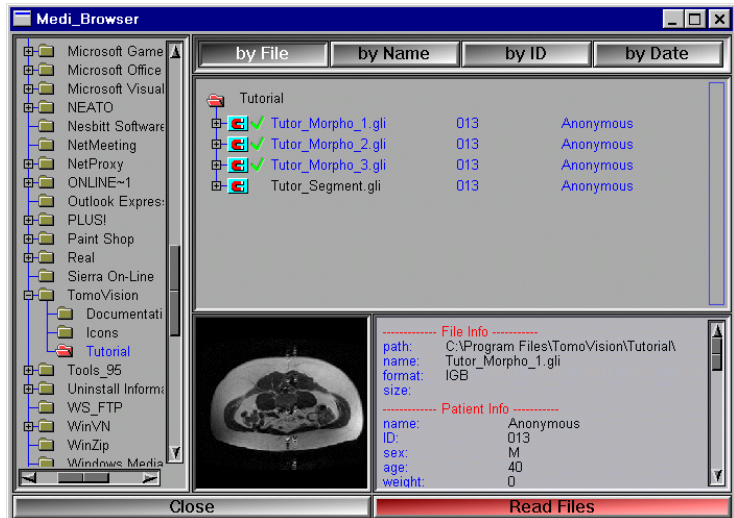 Medi_Browser
by File by Name by ID by Date
Microsoft Game
Microsoft Office
Microsoft Visual
NEATO
Nesbitt Software
NetMeeting
NetProxy
ONLINE~1
Outlook Expres
PLUS!
Paint Shop
Real
Sierra On-Line
TomoVision
Documentati
Icons
Tutorial
Tools_95
Uninstall Informa
WS_FTP
WinVN
WinZip
Windows Media
Tutorial
Tutor_Morpho_1.gli 013 Anonymous
Tutor_Morpho_2.gli 013 Anonymous
Tutor_Morpho_3.gli 013 Anonymous
Tutor_Segment.gli 013 Anonymous
------------ File Info ----------
path: C:\Program Files\TomoVision\Tutorial\
name: Tutor_Morpho_1.gli
format: IGB
size:
------------ Patient Info ----------
name: Anonymous
ID: 013
sex: M
age: 40
weight: 0
Close Read Files